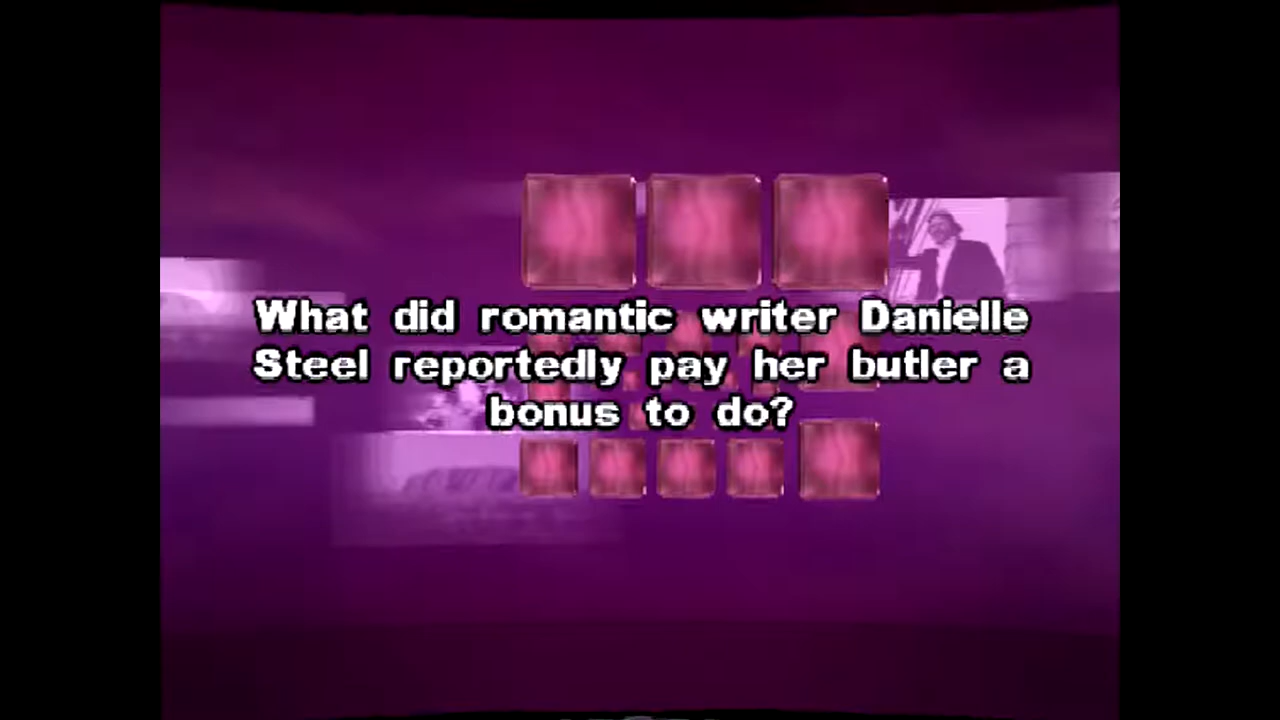 What did romantic writer Danielle
Steel reportedly pay her butler a
bonus to do?